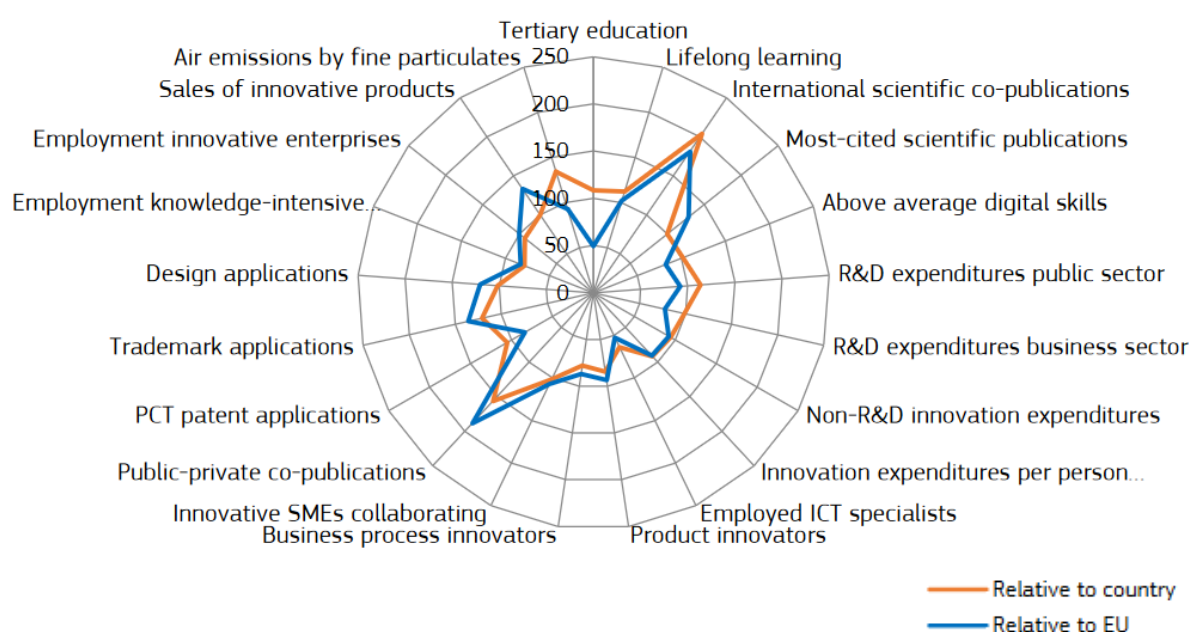 Tertiary education
Air emissions by fine particulates
250
Lifelong learning
Sales of innovative products
International scientific co-publications
200
Employment innovative enterprises
Most-cited scientific publications
150
Employment knowledge-intensive...
100
Above average digital skills
50
Design applications
0
R&D expenditures public sector
Trademark applications
R&D expenditures business sector
PCT patent applications
Non-R&D innovation expenditures
Public-private co-publications
Innovation expenditures per person...
Innovative SMEs collaborating
Employed ICT specialists
Business process innovators
Product innovators
Relative to country
Relative to EU